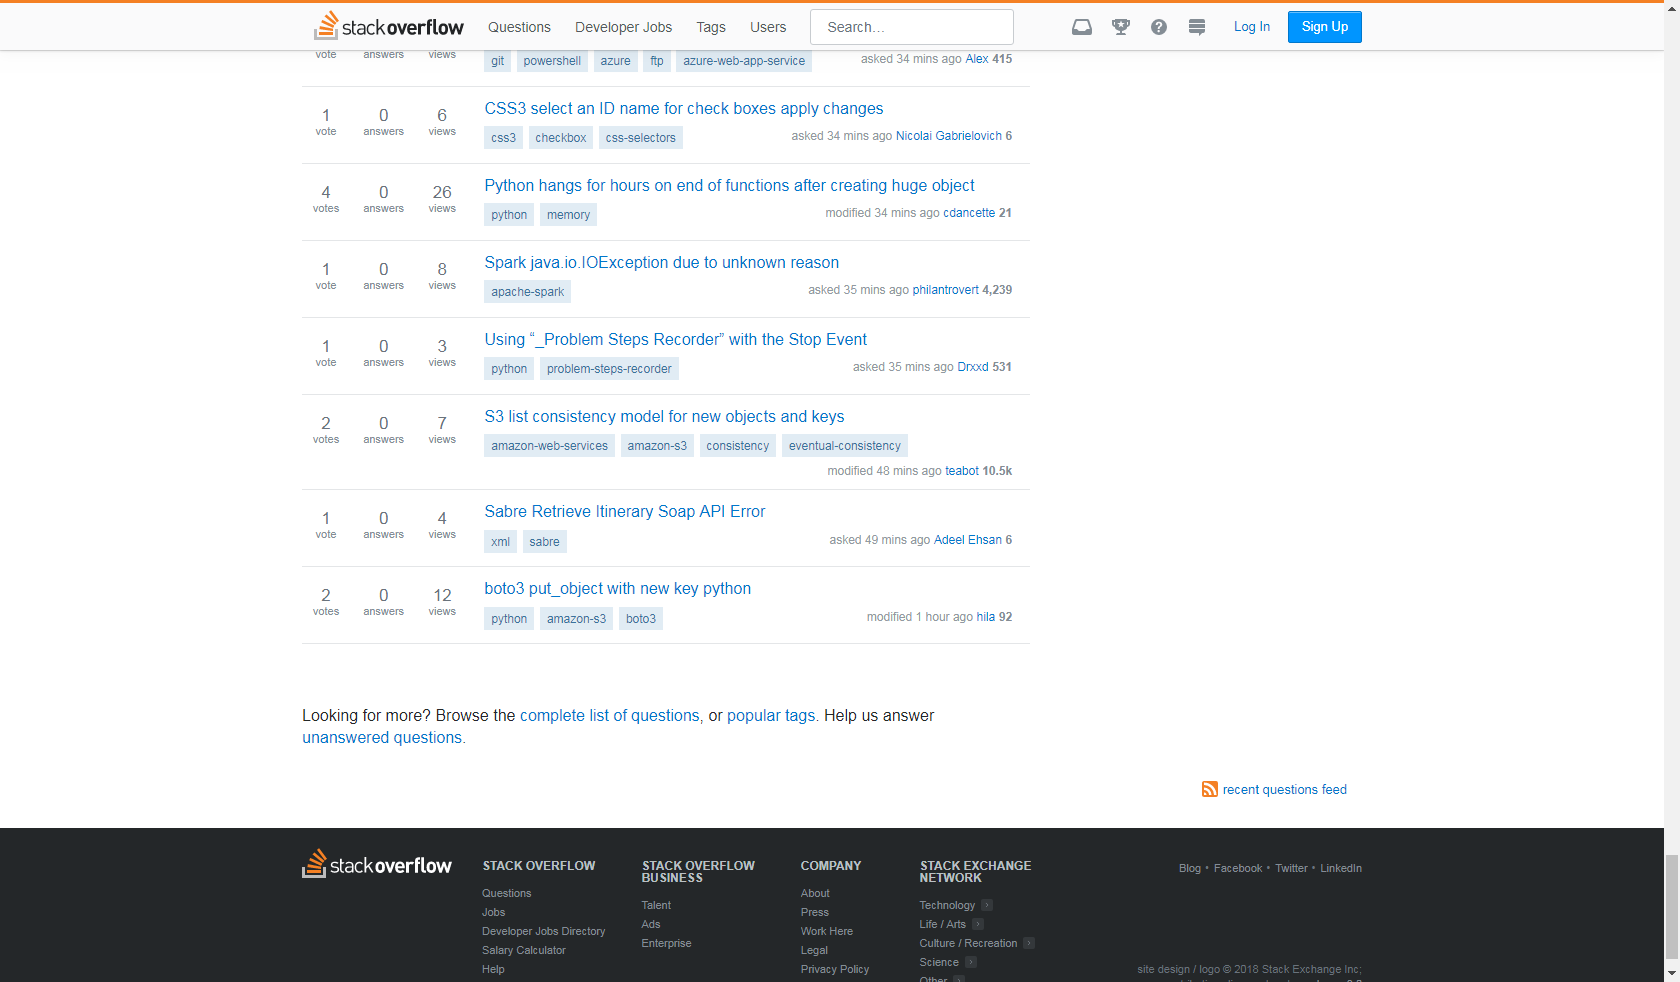 stackoverflow Questions Developer Jobs Tags Users Search... Log In Sign Up
vote answers views git powershell azure ftp azure-web-app-service asked 34 mins ago Alex 415
1 0 6 CSS3 select an ID name for check boxes apply changes
vote answers views css3 checkbox css-selectors asked 34 mins ago Nicolai Gabrielovich 6
4 0 26 Python hangs for hours on end of functions after creating huge object
votes answers views python memory modified 34 mins ago cdancette 21
1 0 8 Spark java.io.IOException due to unknown reason
vote answers views apache-spark asked 35 mins ago philantrovert 4,239
1 0 3 Using “_Problem Steps Recorder” with the Stop Event
vote answers views python problem-steps-recorder asked 35 mins ago Drxxd 531
2 0 7 S3 list consistency model for new objects and keys
votes answers views amazon-web-services amazon-s3 consistency eventual-consistency
modified 48 mins ago teabot 10.5k
1 0 4 Sabre Retrieve Itinerary Soap API Error
vote answers views xml sabre asked 49 mins ago Adeel Ehsan 6
2 0 12 boto3 put_object with new key python
votes answers views python amazon-s3 boto3 modified 1 hour ago hila 92
Looking for more? Browse the complete list of questions, or popular tags. Help us answer
unanswered questions.
recent questions feed
stackoverflow
STACK OVERFLOW
Questions
Jobs
Developer Jobs Directory
Salary Calculator
Help
STACK OVERFLOW
BUSINESS
Talent
Ads
Enterprise
COMPANY
About
Press
Work Here
Legal
Privacy Policy
STACK EXCHANGE
NETWORK
Technology
Life / Arts
Culture / Recreation
Science
Other
Blog • Facebook • Twitter • LinkedIn
site design / logo © 2018 Stack Exchange Inc;